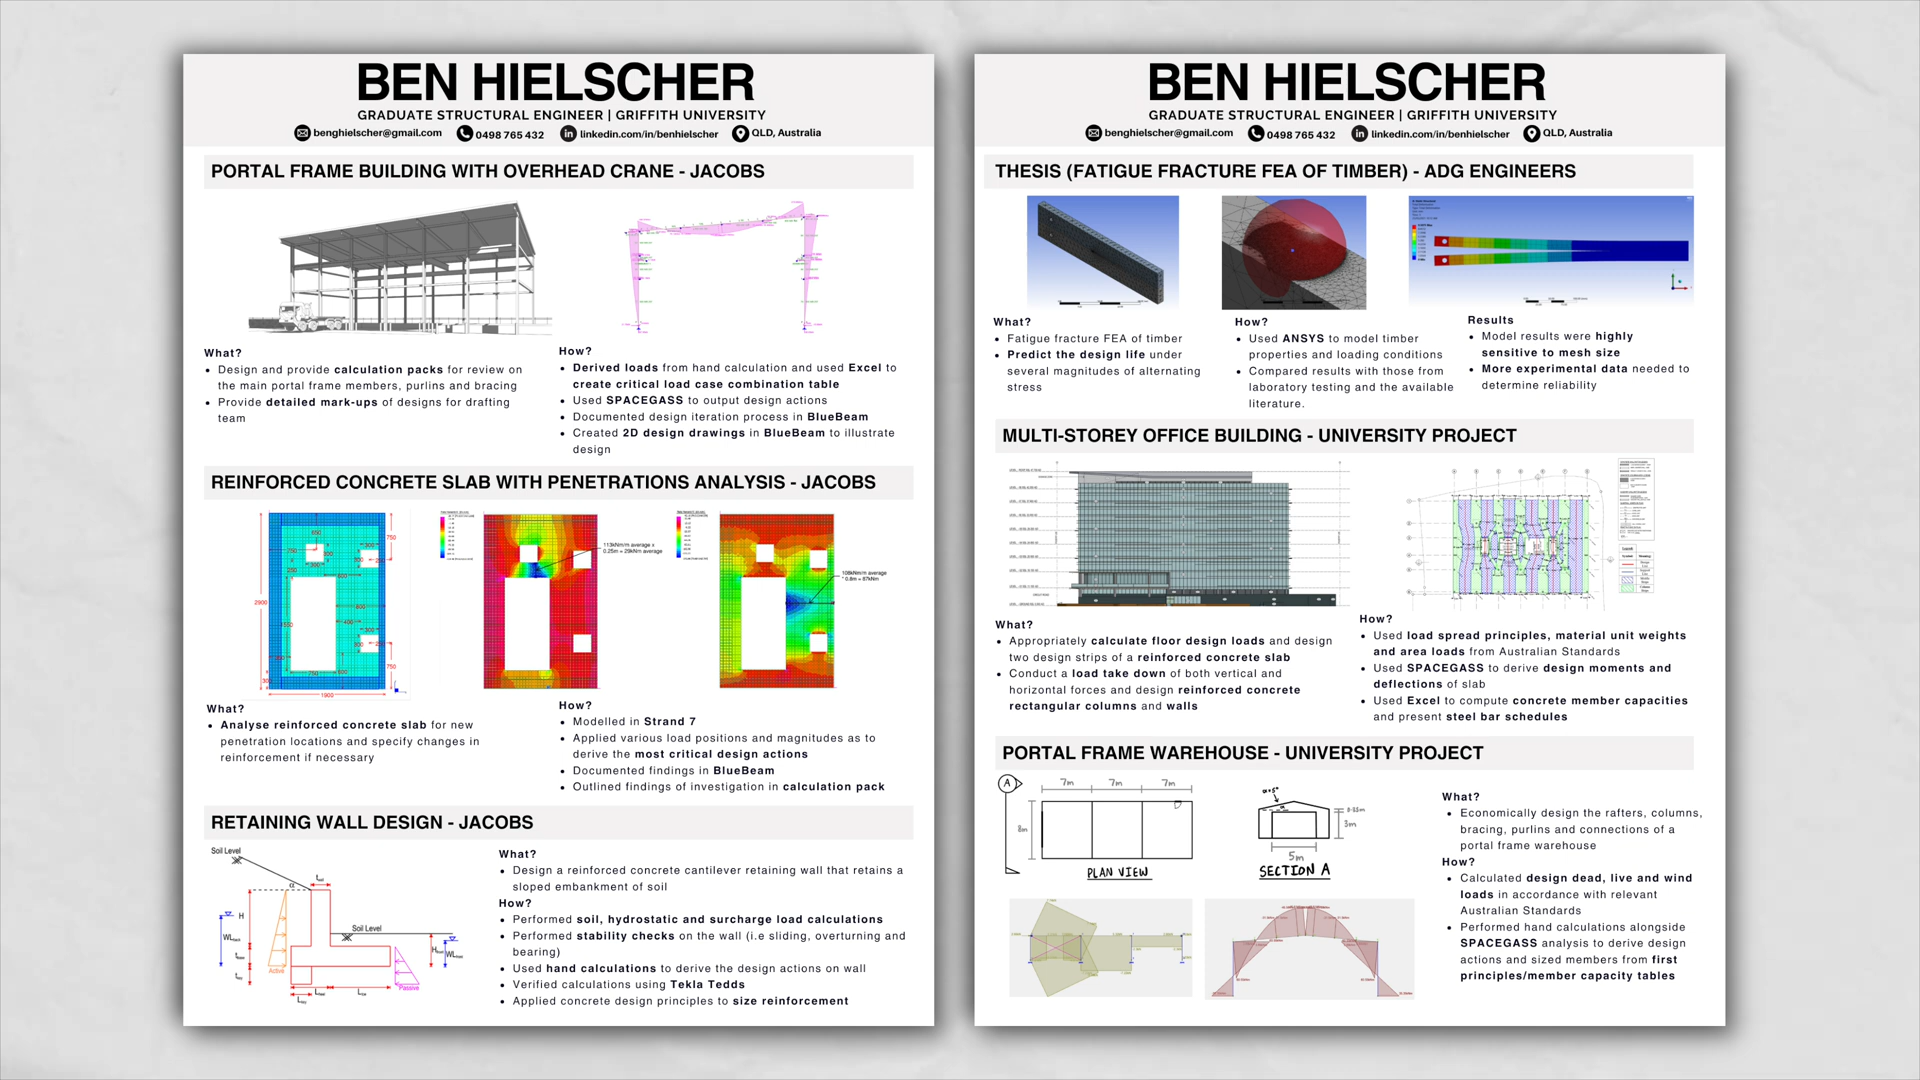 BEN HIELSCHER
GRADUATE STRUCTURAL ENGINEER | GRIFFITH UNIVERSITY
benghielscher@gmail.com 0498 765 432 linkedin.com/in/benhielscher QLD, Australia
PORTAL FRAME BUILDING WITH OVERHEAD CRANE - JACOBS
What?
• Design and provide calculation packs for review on
the main portal frame members, purlins and bracing
• Provide detailed mark-ups of designs for drafting
team
How?
• Derived loads from hand calculation and used Excel to
create critical load case combination table
• Used SPACEGASS to output design actions
• Documented design iteration process in BlueBeam
• Created 2D design drawings in BlueBeam to illustrate
design
REINFORCED CONCRETE SLAB WITH PENETRATIONS ANALYSIS - JACOBS
113kNm/m average x
0.25m = 29kNm average
108kNm/m average
* 0.8m = 87kNm
2900
1900
What?
• Analyse reinforced concrete slab for new
penetration locations and specify changes in
reinforcement if necessary
How?
• Modelled in Strand 7
• Applied various load positions and magnitudes as to
derive the most critical design actions
• Documented findings in BlueBeam
• Outlined findings of investigation in calculation pack
RETAINING WALL DESIGN - JACOBS
Soil Level
α
H
Soil Level
Active
Passive
What?
• Design a reinforced concrete cantilever retaining wall that retains a
sloped embankment of soil
How?
• Performed soil, hydrostatic and surcharge load calculations
• Performed stability checks on the wall (i.e sliding, overturning and
bearing)
• Used hand calculations to derive the design actions on wall
• Verified calculations using Tekla Tedds
• Applied concrete design principles to size reinforcement
BEN HIELSCHER
GRADUATE STRUCTURAL ENGINEER | GRIFFITH UNIVERSITY
benghielscher@gmail.com 0498 765 432 linkedin.com/in/benhielscher QLD, Australia
THESIS (FATIGUE FRACTURE FEA OF TIMBER) - ADG ENGINEERS
What?
• Fatigue fracture FEA of timber
• Predict the design life under
several magnitudes of alternating
stress
How?
• Used ANSYS to model timber
properties and loading conditions
• Compared results with those from
laboratory testing and the available
literature.
Results
• Model results were highly
sensitive to mesh size
• More experimental data needed to
determine reliability
MULTI-STOREY OFFICE BUILDING - UNIVERSITY PROJECT
What?
• Appropriately calculate floor design loads and design
two design strips of a reinforced concrete slab
• Conduct a load take down of both vertical and
horizontal forces and design reinforced concrete
rectangular columns and walls
How?
• Used load spread principles, material unit weights
and area loads from Australian Standards
• Used SPACEGASS to derive design moments and
deflections of slab
• Used Excel to compute concrete member capacities
and present steel bar schedules
PORTAL FRAME WAREHOUSE - UNIVERSITY PROJECT
A
7m 7m 7m
8m
PLAN VIEW
3m
5m
SECTION A
What?
• Economically design the rafters, columns,
bracing, purlins and connections of a
portal frame warehouse
How?
• Calculated design dead, live and wind
loads in accordance with relevant
Australian Standards
• Performed hand calculations alongside
SPACEGASS analysis to derive design
actions and sized members from first
principles/member capacity tables